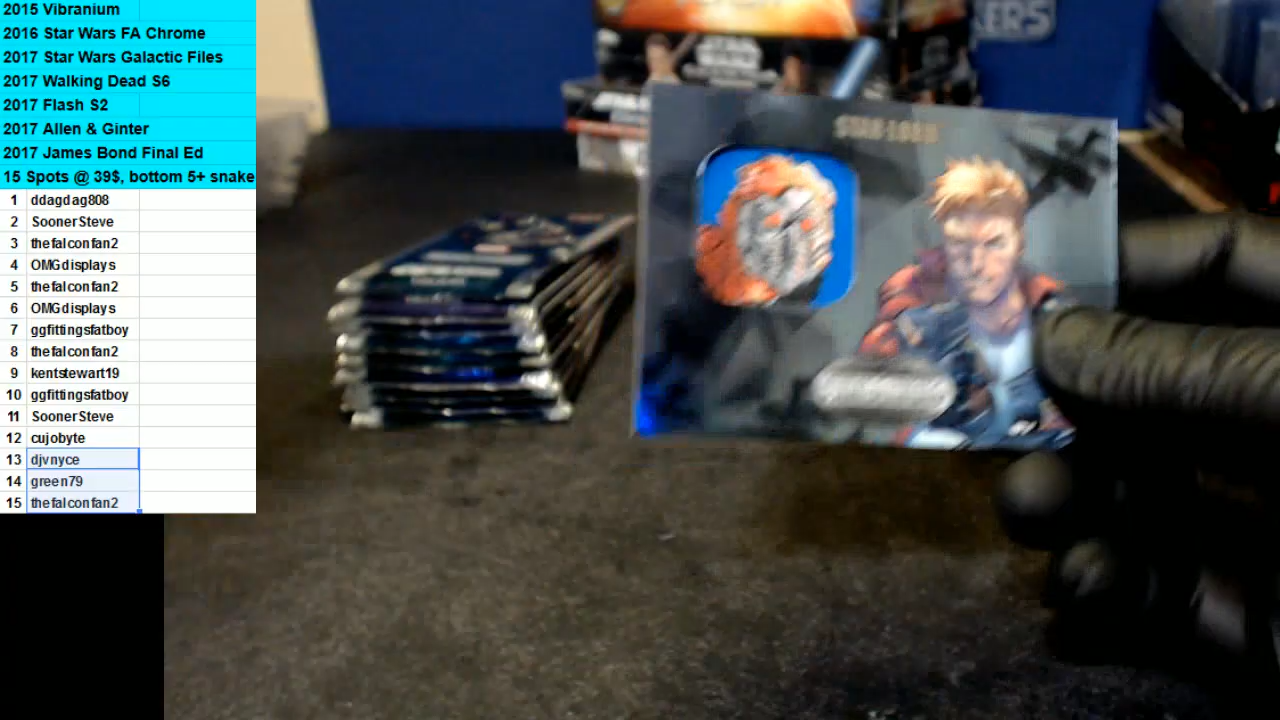 2015 Vibranium
2016 Star Wars FA Chrome
2017 Star Wars Galactic Files
2017 Walking Dead S6
2017 Flash S2
2017 Allen & Ginter
2017 James Bond Final Ed
15 Spots @ 39$, bottom 5+ snake
1 ddagdag808
2 SoonerSteve
3 thefalconfan2
4 OMGdisplays
5 thefalconfan2
6 OMGdisplays
7 ggfittingsfatboy
8 thefalconfan2
9 kentstewart19
10 ggfittingsfatboy
11 SoonerSteve
12 cujobyte
13 djvnyce
14 green79
15 thefalconfan2
STAR-LORD
STAR WARS
KERS